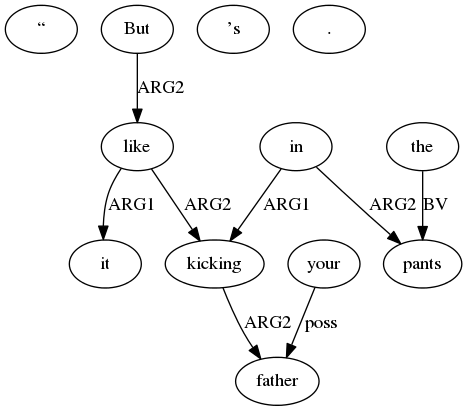 “ But ’s .
ARG2
like in the
ARG1 ARG2 ARG1 ARG2 BV
it kicking your pants
ARG2 poss
father